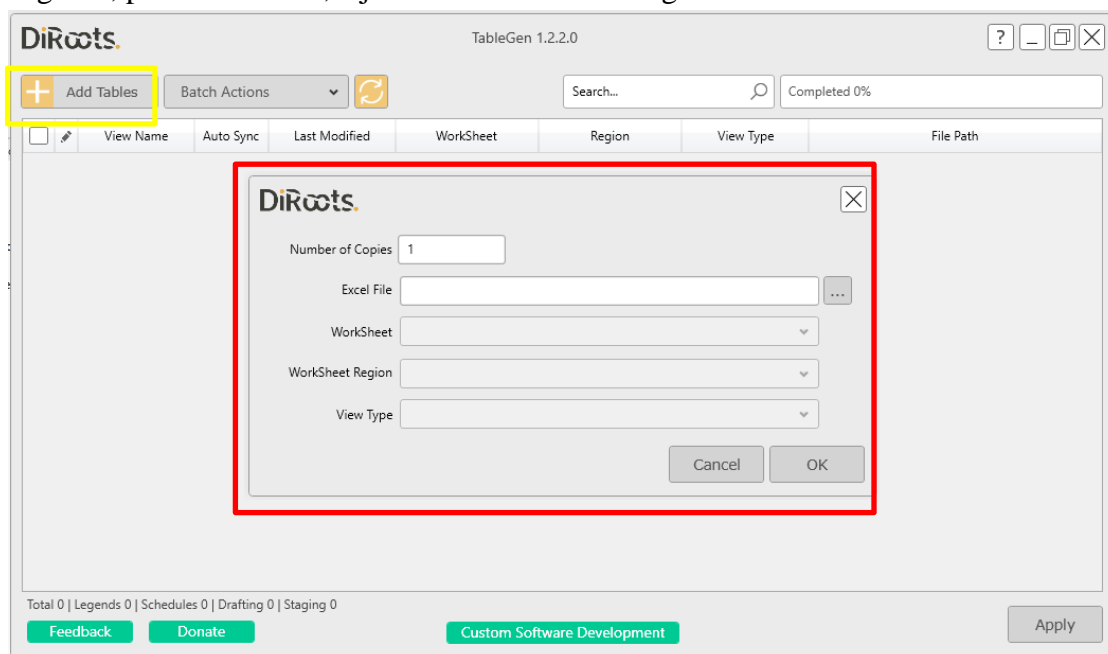 DiRoots.
TableGen 1.2.2.0
?
Add Tables
Batch Actions
Search...
Completed 0%
View Name Auto Sync Last Modified WorkSheet Region View Type File Path
DiRoots.
Number of Copies 1
Excel File ...
WorkSheet
WorkSheet Region
View Type
Cancel OK
Total 0 | Legends 0 | Schedules 0 | Drafting 0 | Staging 0
Feedback Donate Custom Software Development Apply